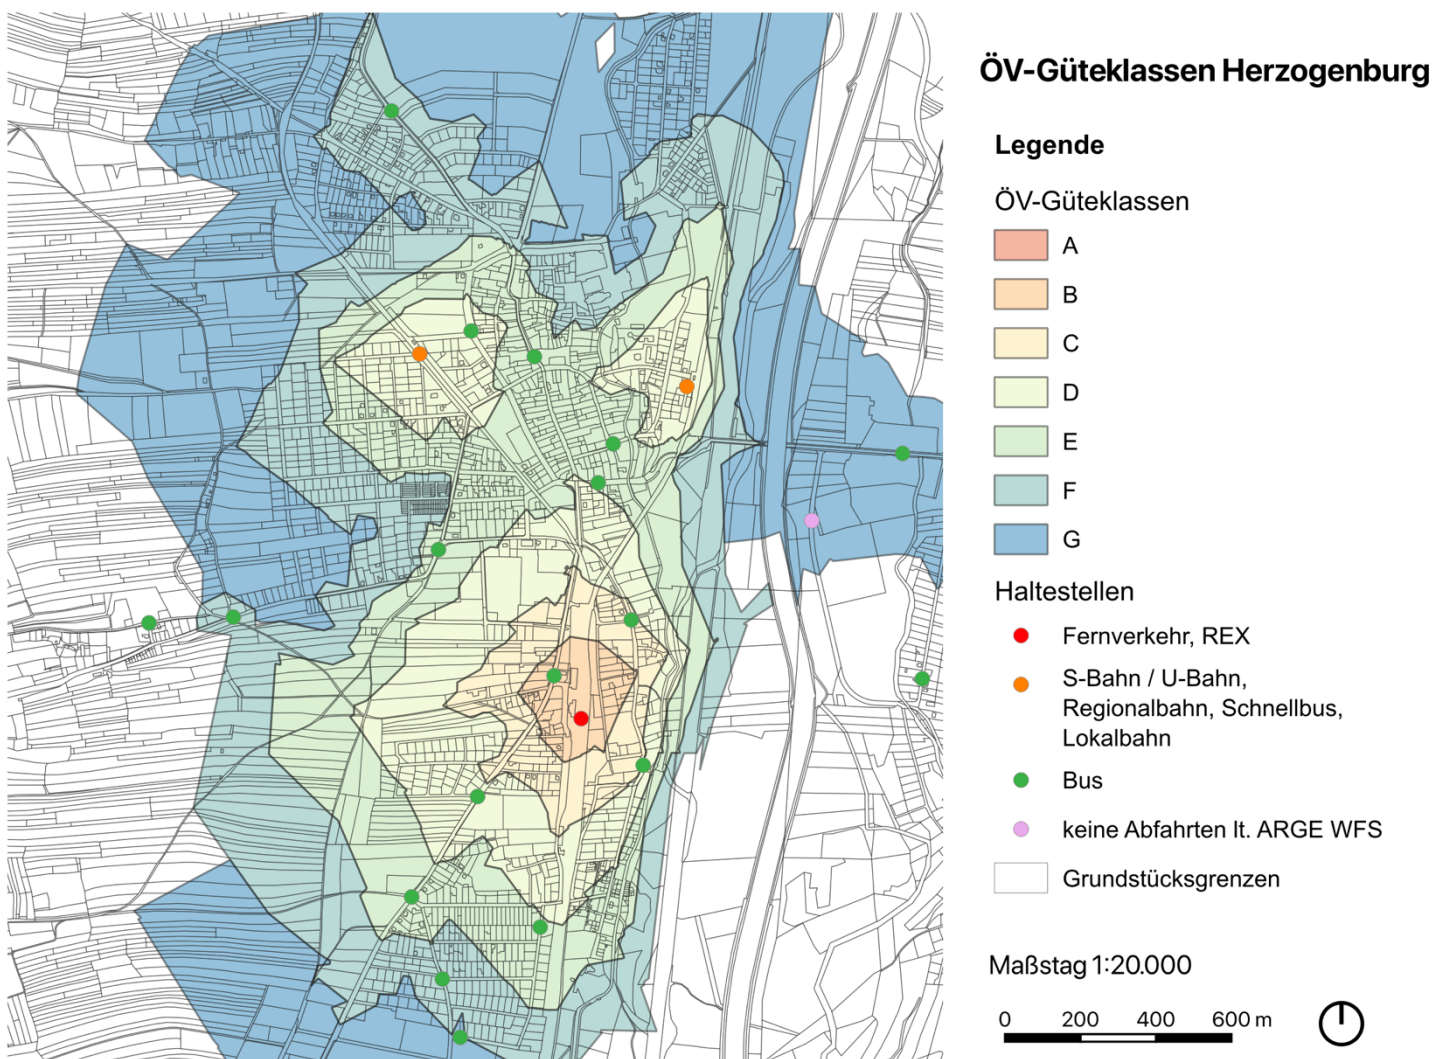 ÖV-Güteklassen Herzogenburg
Legende
ÖV-Güteklassen
A
B
C
D
E
F
G
Haltestellen
Fernverkehr, REX
S-Bahn / U-Bahn,
Regionalbahn, Schnellbus,
Lokalbahn
Bus
keine Abfahrten lt. ARGE WFS
Grundstücksgrenzen
Maßstag 1:20.000
0 200 400 600 m